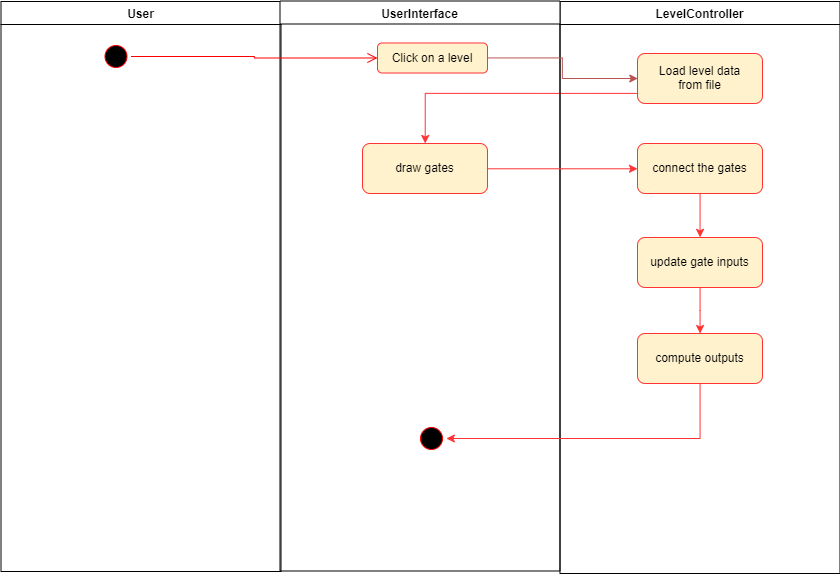 User
UserInterface
LevelController
Click on a level
Load level data
from file
draw gates
connect the gates
update gate inputs
compute outputs